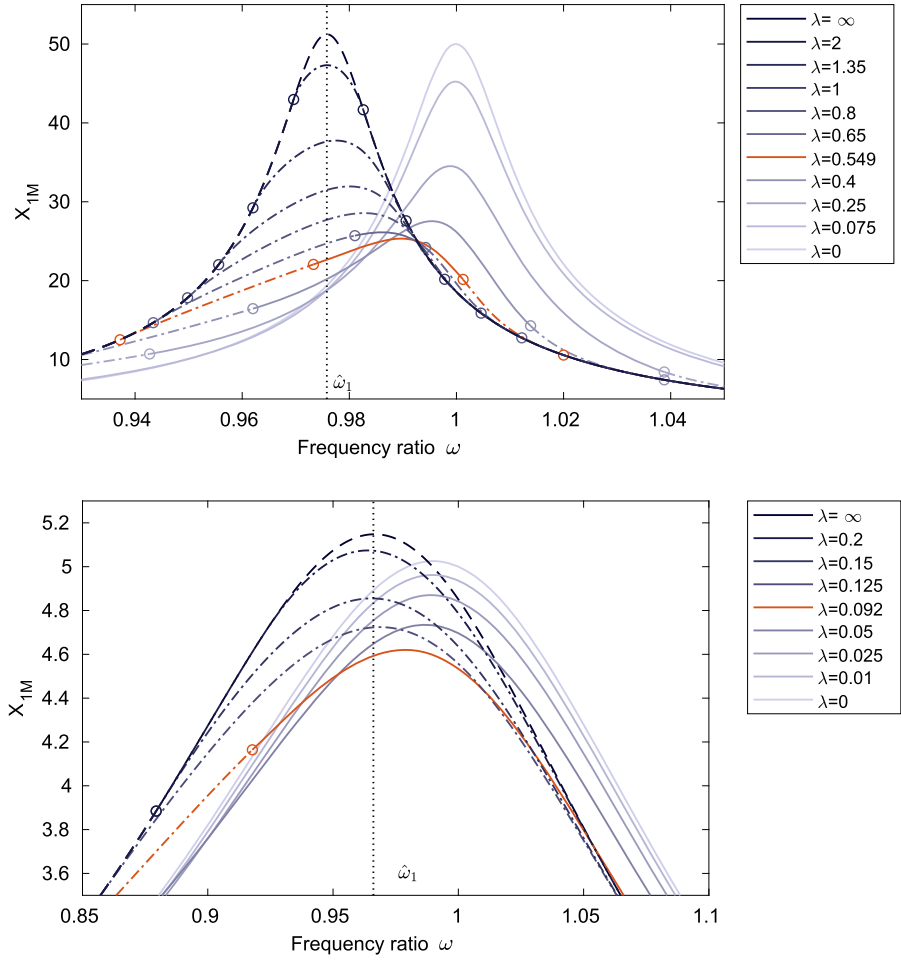 50
40
30
20
10
X1M
0.94
0.96
0.98
1
1.02
1.04
Frequency ratio ω
ω̂1
λ= ∞
λ=2
λ=1.35
λ=1
λ=0.8
λ=0.65
λ=0.549
λ=0.4
λ=0.25
λ=0.075
λ=0
5.2
5
4.8
4.6
4.4
4.2
4
3.8
3.6
X1M
0.85
0.9
0.95
1
1.05
1.1
Frequency ratio ω
ω̂1
λ= ∞
λ=0.2
λ=0.15
λ=0.125
λ=0.092
λ=0.05
λ=0.025
λ=0.01
λ=0